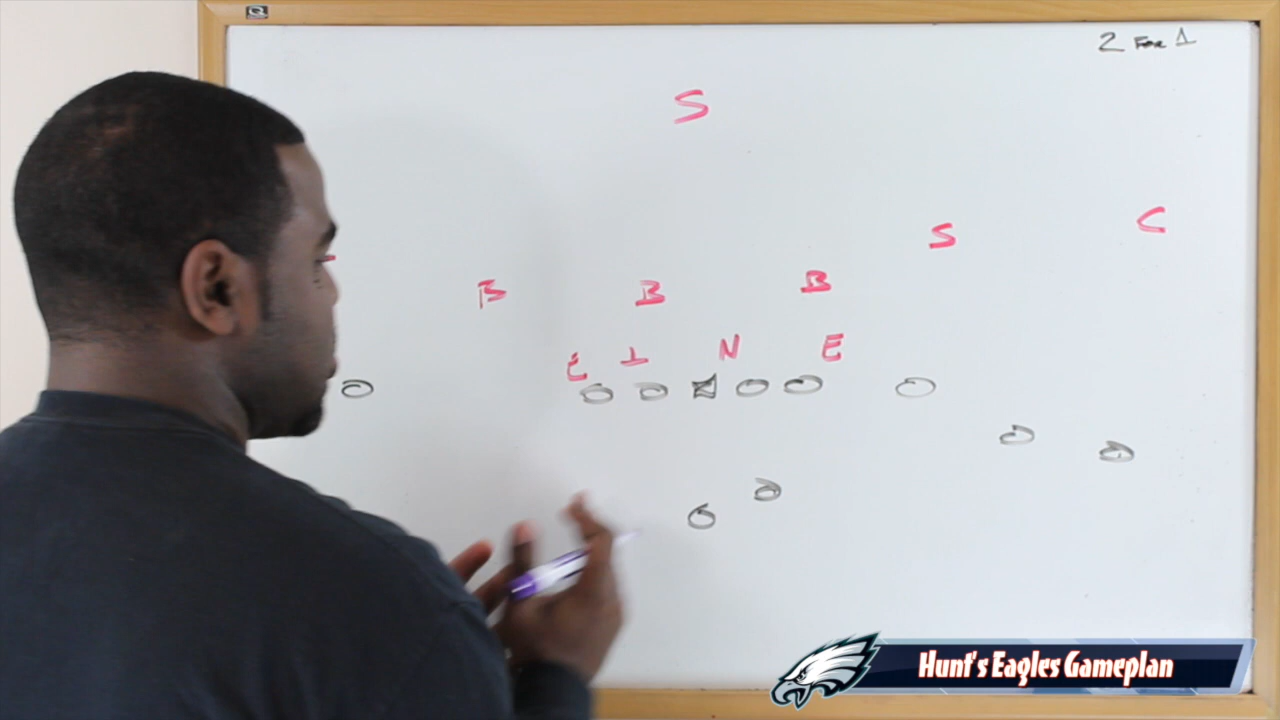 2 For 1
S
S C
B B B
E T N E
Hunt's Eagles Gameplan